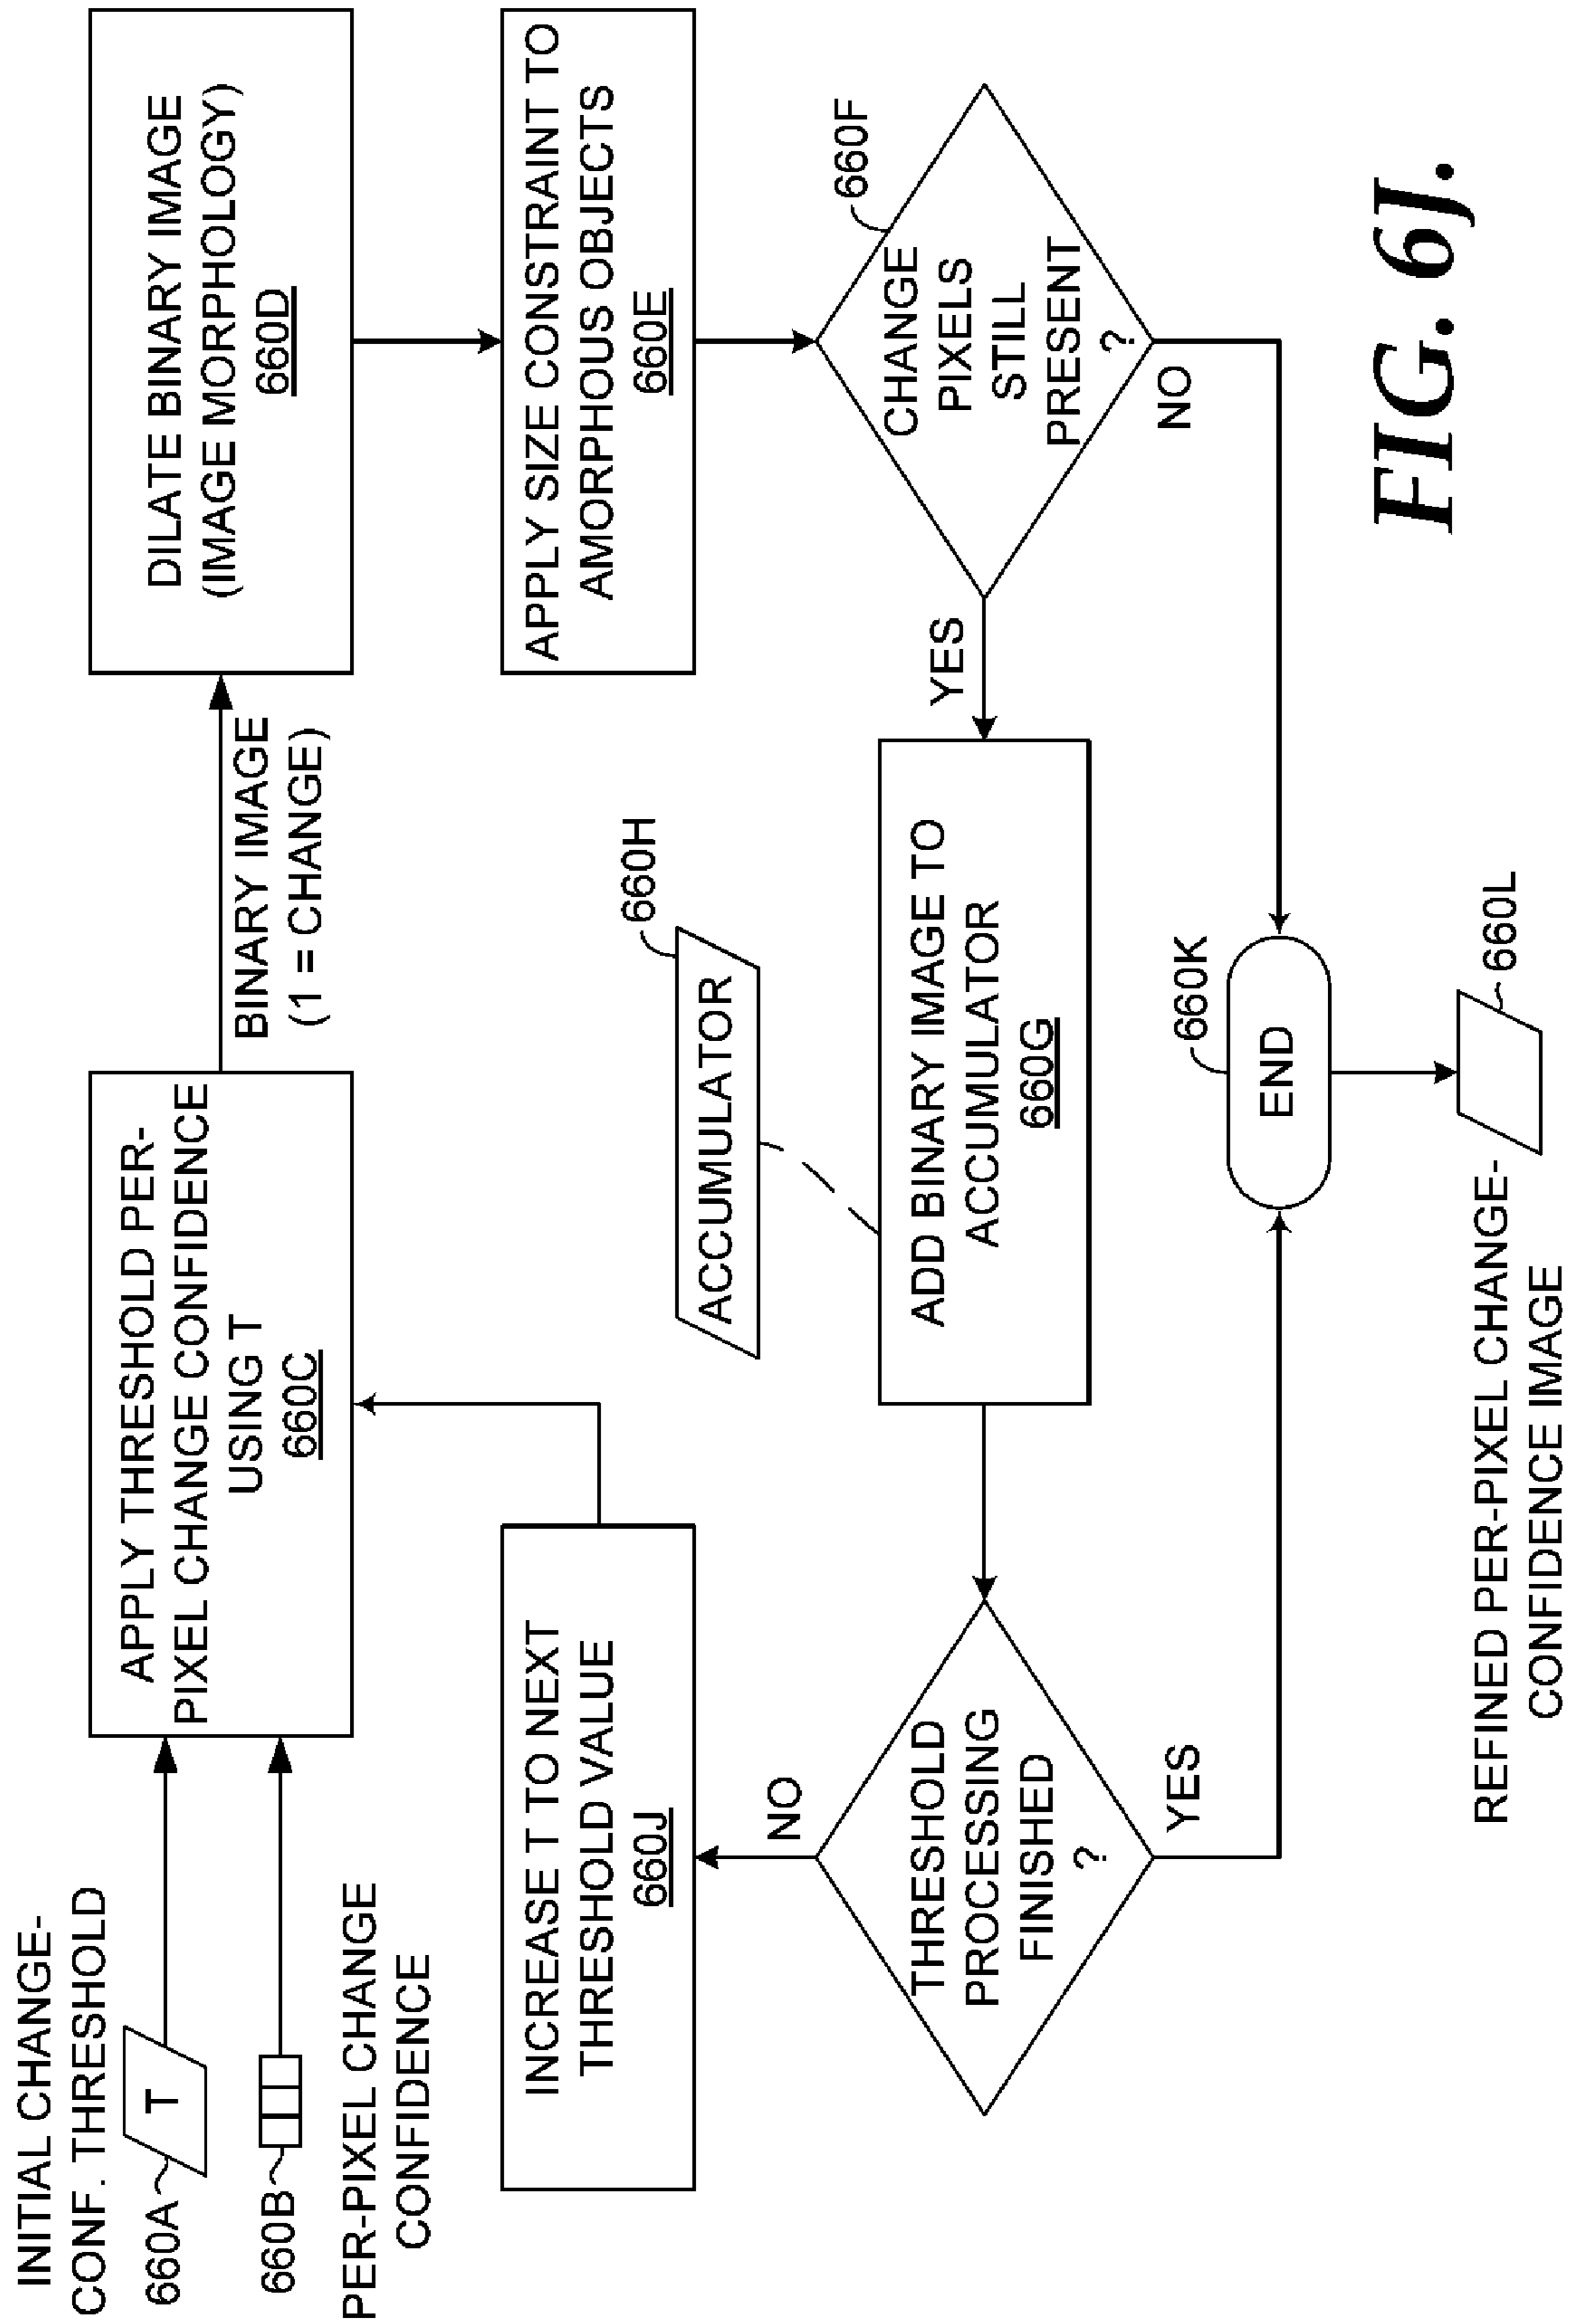 INITIAL CHANGE-
CONF. THRESHOLD
T
660A
660B
PER-PIXEL CHANGE
CONFIDENCE
APPLY THRESHOLD PER-
PIXEL CHANGE CONFIDENCE
USING T
660C
BINARY IMAGE
(1 = CHANGE)
DILATE BINARY IMAGE
(IMAGE MORPHOLOGY)
660D
APPLY SIZE CONSTRAINT TO
AMORPHOUS OBJECTS
660E
660F
CHANGE
PIXELS
STILL
PRESENT
?
YES
NO
660H
ACCUMULATOR
ADD BINARY IMAGE TO
ACCUMULATOR
660G
THRESHOLD
PROCESSING
FINISHED
?
NO
YES
INCREASE T TO NEXT
THRESHOLD VALUE
660J
660K
END
660L
REFINED PER-PIXEL CHANGE-
CONFIDENCE IMAGE
FIG. 6J.